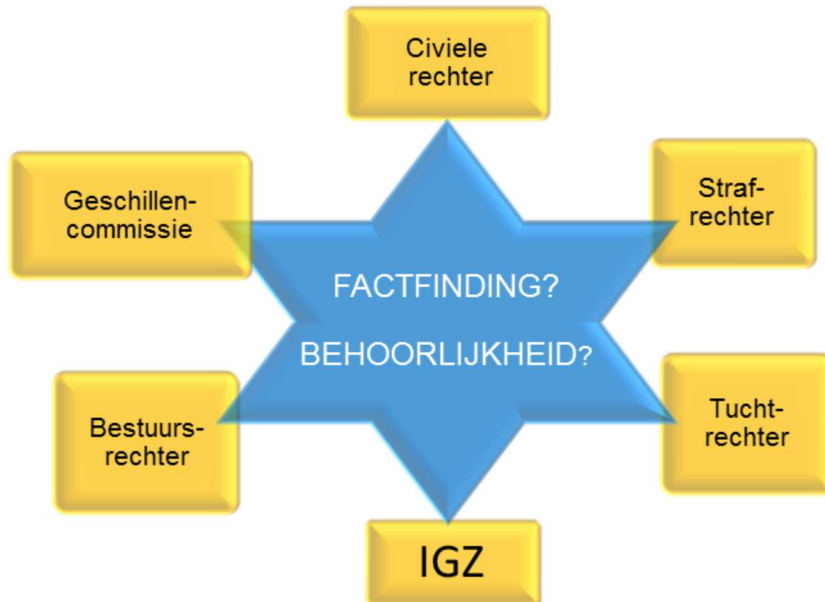 Civiele
rechter
Geschillen-
commissie
Straf-
rechter
FACTFINDING?
BEHOORLIJKHEID?
Bestuurs-
rechter
Tucht-
rechter
IGZ